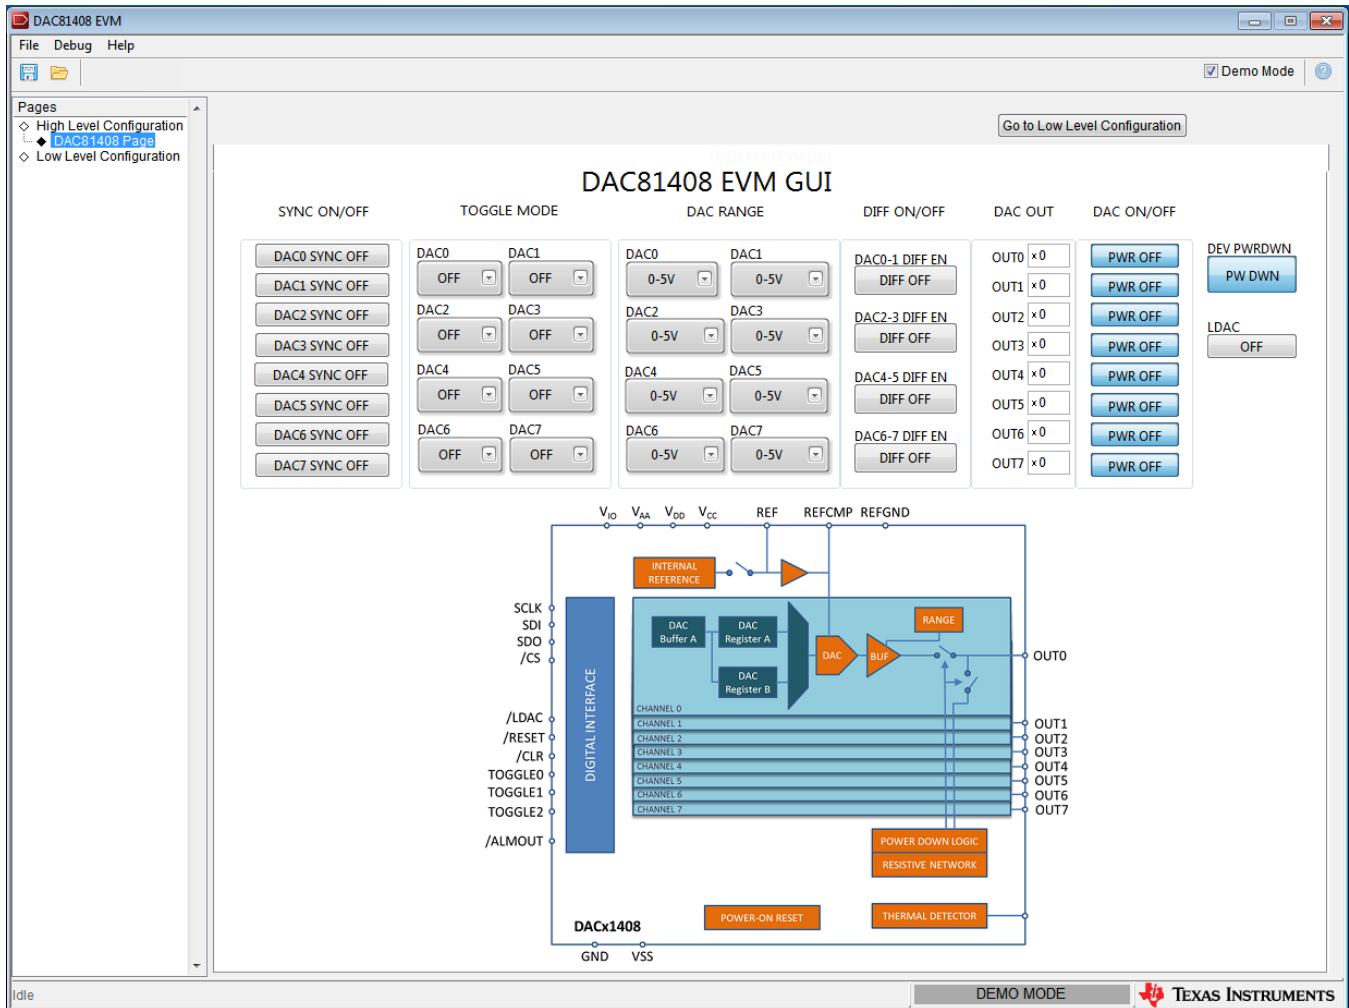 DAC81408 EVM
File Debug Help
Demo Mode
Pages
High Level Configuration
DAC81408 Page
Low Level Configuration
Go to Low Level Configuration
DAC81408 EVM GUI
SYNC ON/OFF TOGGLE MODE DAC RANGE DIFF ON/OFF DAC OUT DAC ON/OFF
DAC0 SYNC OFF
DAC1 SYNC OFF
DAC2 SYNC OFF
DAC3 SYNC OFF
DAC4 SYNC OFF
DAC5 SYNC OFF
DAC6 SYNC OFF
DAC7 SYNC OFF
DAC0 DAC1
OFF OFF
DAC2 DAC3
OFF OFF
DAC4 DAC5
OFF OFF
DAC6 DAC7
OFF OFF
DAC0 DAC1
0-5V 0-5V
DAC2 DAC3
0-5V 0-5V
DAC4 DAC5
0-5V 0-5V
DAC6 DAC7
0-5V 0-5V
DAC0-1 DIFF EN
DIFF OFF
DAC2-3 DIFF EN
DIFF OFF
DAC4-5 DIFF EN
DIFF OFF
DAC6-7 DIFF EN
DIFF OFF
OUT0 x 0
OUT1 x 0
OUT2 x 0
OUT3 x 0
OUT4 x 0
OUT5 x 0
OUT6 x 0
OUT7 x 0
PWR OFF
PWR OFF
PWR OFF
PWR OFF
PWR OFF
PWR OFF
PWR OFF
PWR OFF
DEV PWRDWN
PW DWN
LDAC
OFF
VIO VAA VDD VCC REF REFCMP REFGND
INTERNAL
REFERENCE
SCLK
SDI
SDO
/CS
/LDAC
/RESET
/CLR
TOGGLE0
TOGGLE1
TOGGLE2
/ALMOUT
DIGITAL INTERFACE
DAC
Buffer A
DAC
Register A
DAC
Register B
DAC
BUF
RANGE
CHANNEL 0
CHANNEL 1
CHANNEL 2
CHANNEL 3
CHANNEL 4
CHANNEL 5
CHANNEL 6
CHANNEL 7
OUT0
OUT1
OUT2
OUT3
OUT4
OUT5
OUT6
OUT7
POWER DOWN LOGIC
RESISTIVE NETWORK
POWER-ON RESET
THERMAL DETECTOR
DACx1408
GND VSS
Idle
DEMO MODE
TEXAS INSTRUMENTS